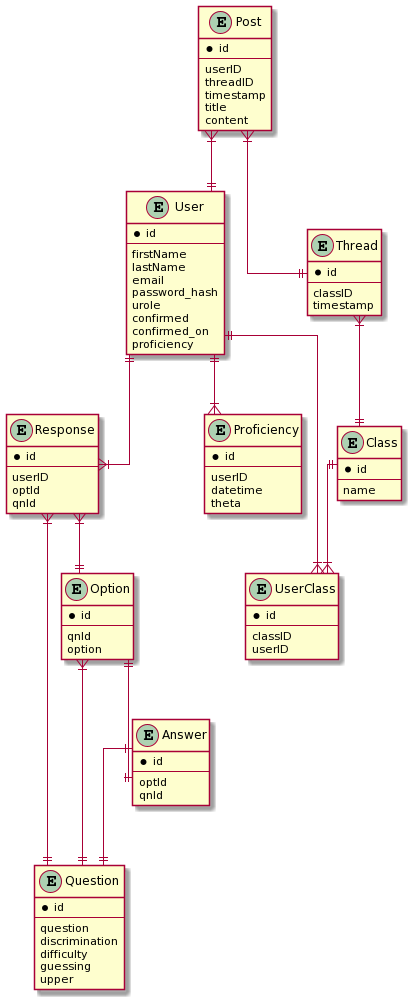 E Post
id
userID
threadID
timestamp
title
content
E User
id
firstName
lastName
email
password_hash
urole
confirmed
confirmed_on
proficiency
E Thread
id
classID
timestamp
E Response
id
userID
optId
qnId
E Proficiency
id
userID
datetime
theta
E Class
id
name
E Option
id
qnId
option
E UserClass
id
classID
userID
E Answer
id
optId
qnId
E Question
id
question
discrimination
difficulty
guessing
upper